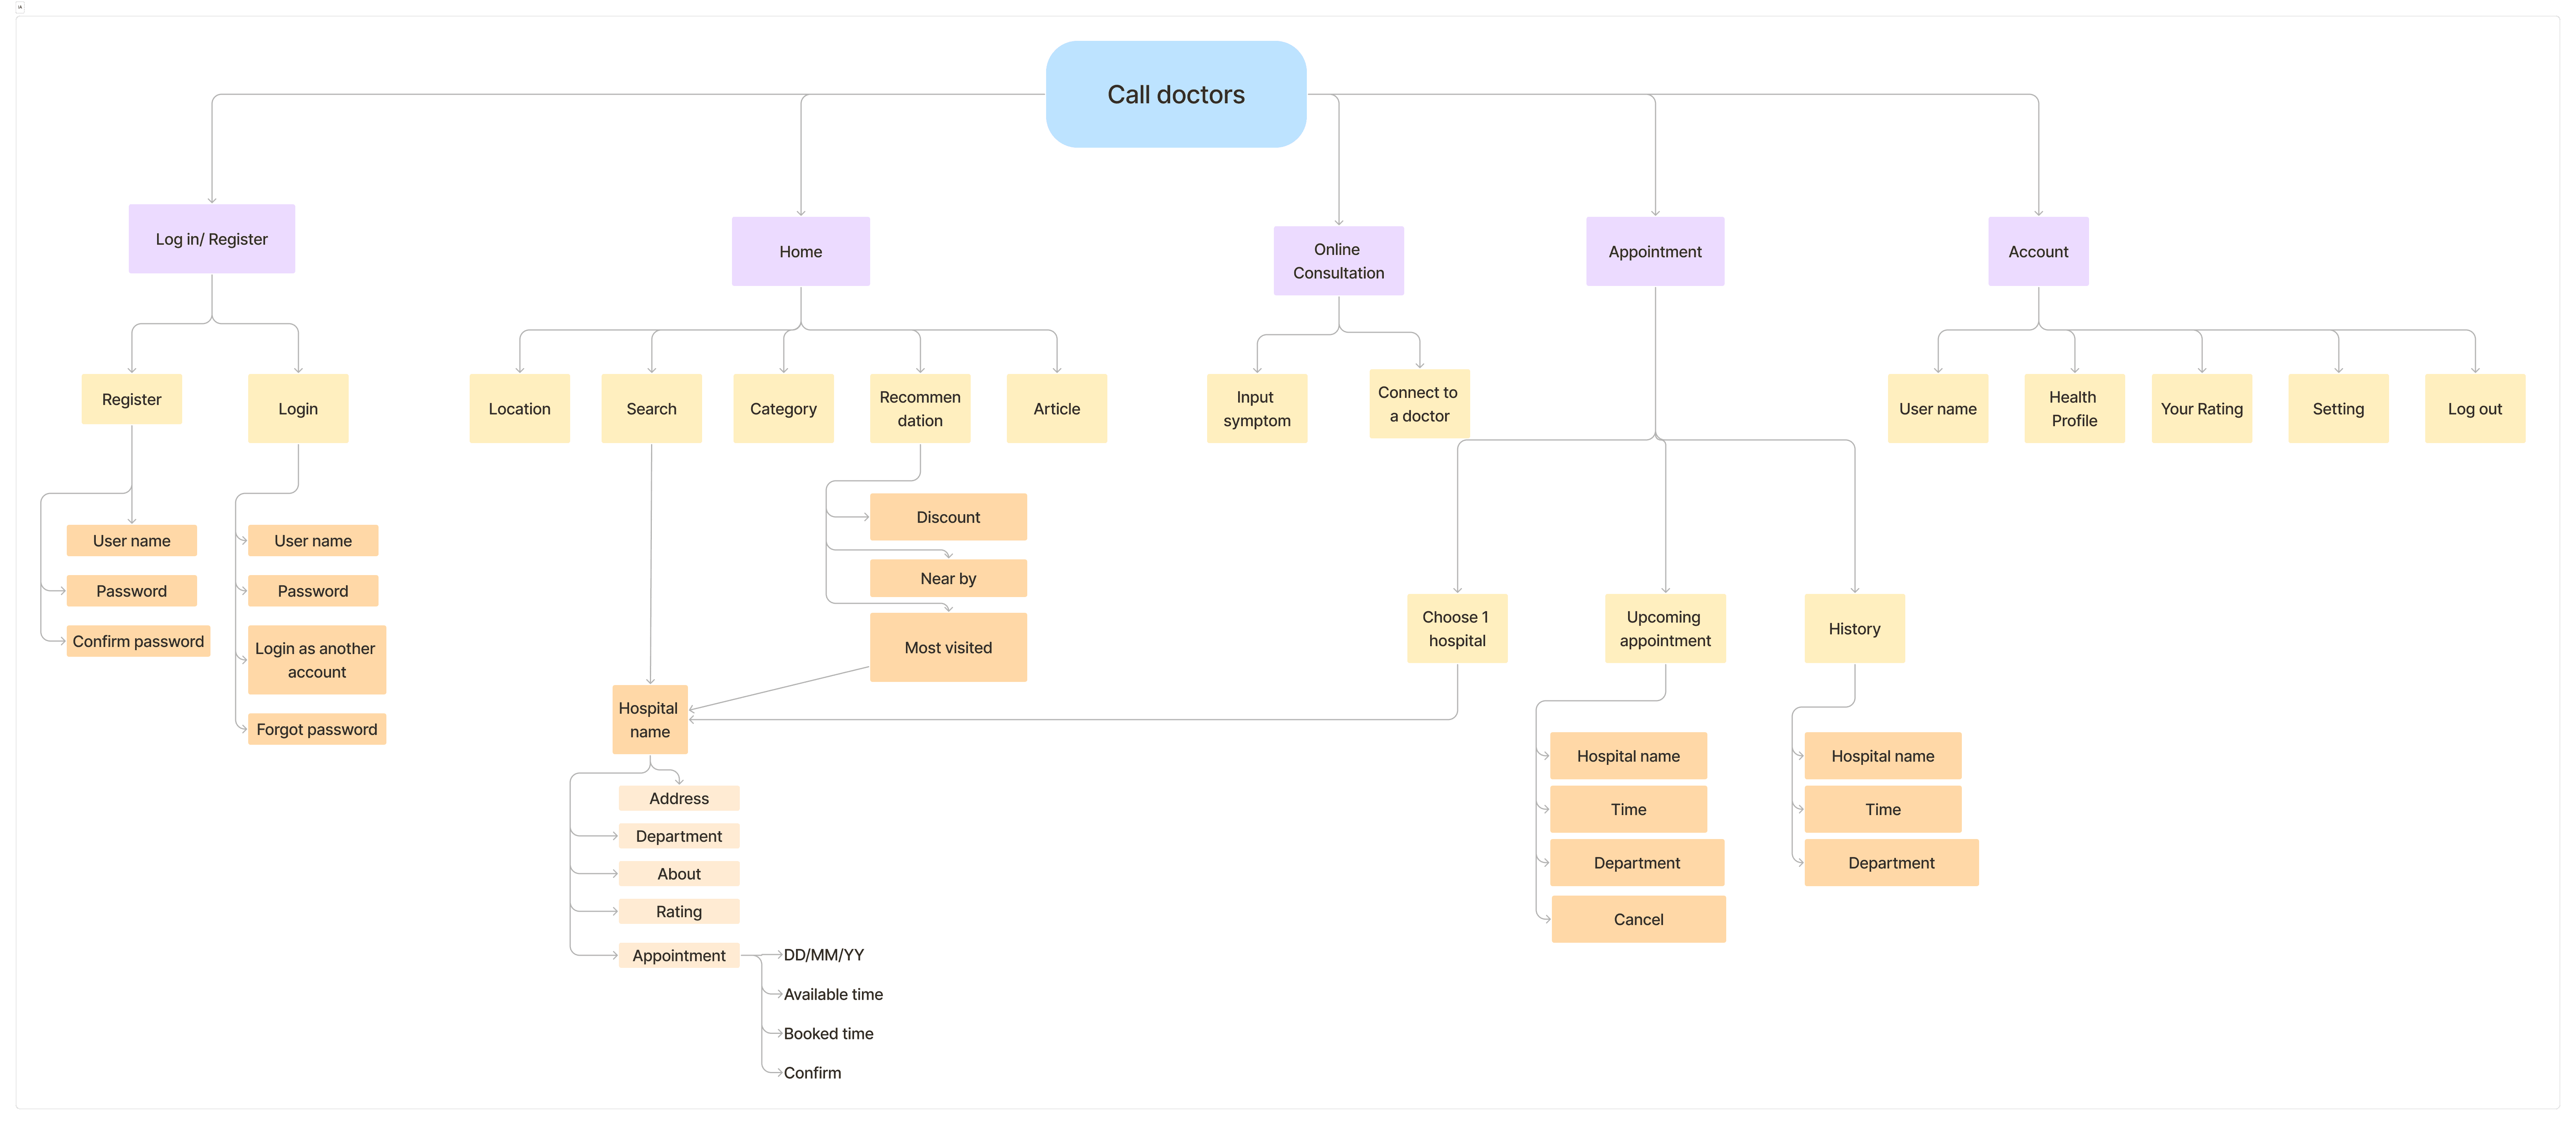 Call doctors
Log in/ Register
Home
Online
Consultation
Appointment
Account
Register
Login
Location
Search
Category
Recommen
dation
Article
Input
symptom
Connect to
a doctor
User name
Health
Profile
Your Rating
Setting
Log out
User name
Password
Confirm password
User name
Password
Login as another
account
Forgot password
Discount
Near by
Most visited
Hospital
name
Address
Department
About
Rating
Appointment
DD/MM/YY
Available time
Booked time
Confirm
Choose 1
hospital
Upcoming
appointment
History
Hospital name
Time
Department
Cancel
Hospital name
Time
Department